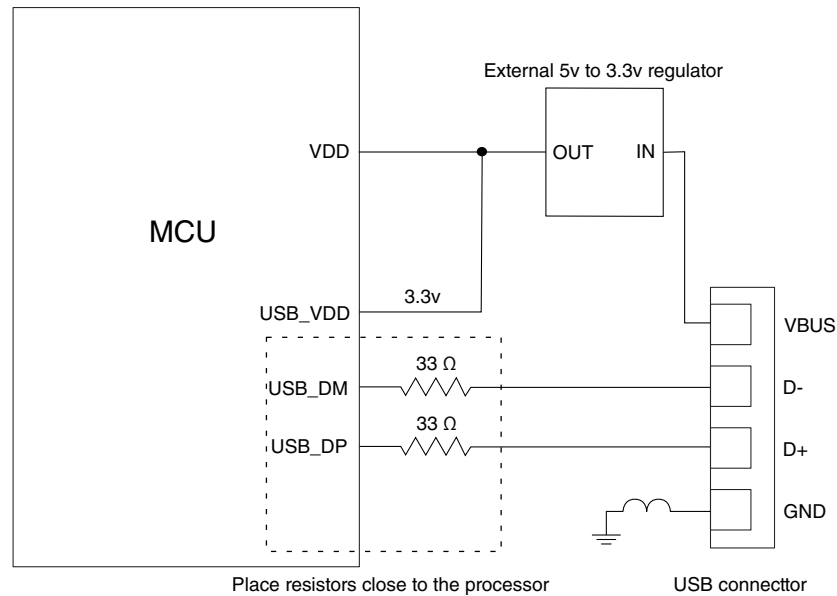 External 5v to 3.3v regulator
VDD
OUT
IN
MCU
3.3v
USB_VDD
VBUS
33 Ω
USB_DM
D-
33 Ω
USB_DP
D+
GND
Place resistors close to the processor
USB connecttor